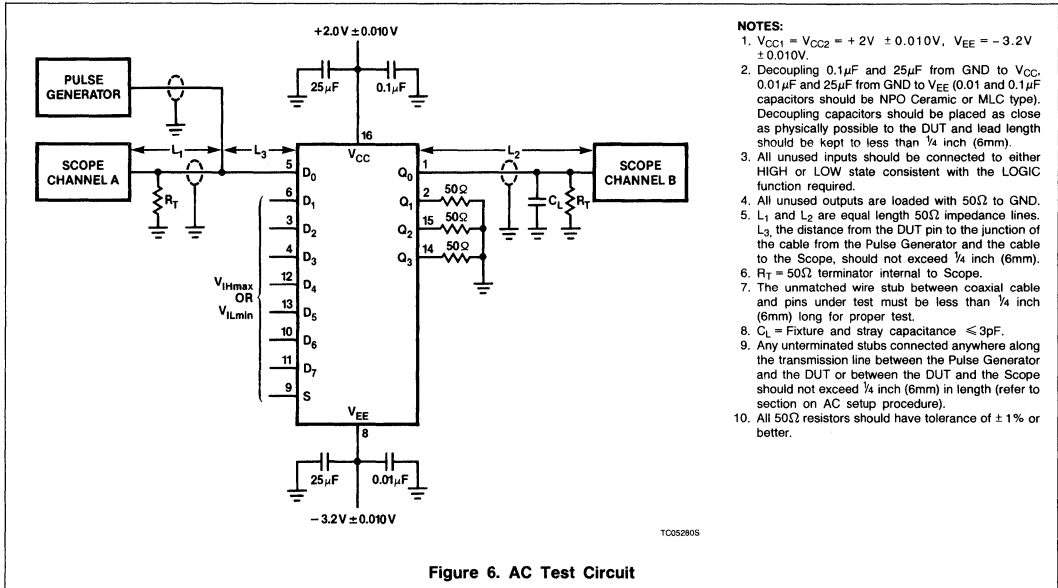 +2.0V ± 0.010V
25μF
0.1μF
PULSE
GENERATOR
SCOPE
CHANNEL A
L1
L3
RT
16
VCC
5
D0
6
D1
3
D2
4
D3
12
D4
13
D5
10
D6
11
D7
9
S
VIHmax
OR
VILmin
1
Q0
2
Q1
50Ω
15
Q2
50Ω
14
Q3
50Ω
L2
CL
RT
SCOPE
CHANNEL B
VEE
8
25μF
0.01μF
− 3.2V ± 0.010V
TC05280S
NOTES:
1. VCC1 = VCC2 = + 2V ± 0.010V, VEE = − 3.2V
± 0.010V.
2. Decoupling 0.1μF and 25μF from GND to VCC,
0.01μF and 25μF from GND to VEE (0.01 and 0.1μF
capacitors should be NPO Ceramic or MLC type).
Decoupling capacitors should be placed as close
as physically possible to the DUT and lead length
should be kept to less than ¼ inch (6mm).
3. All unused inputs should be connected to either
HIGH or LOW state consistent with the LOGIC
function required.
4. All unused outputs are loaded with 50Ω to GND.
5. L1 and L2 are equal length 50Ω impedance lines.
L3, the distance from the DUT pin to the junction of
the cable from the Pulse Generator and the cable
to the Scope, should not exceed ¼ inch (6mm).
6. RT = 50Ω terminator internal to Scope.
7. The unmatched wire stub between coaxial cable
and pins under test must be less than ¼ inch
(6mm) long for proper test.
8. CL = Fixture and stray capacitance ≤ 3pF.
9. Any unterminated stubs connected anywhere along
the transmission line between the Pulse Generator
and the DUT or between the DUT and the Scope
should not exceed ¼ inch (6mm) in length (refer to
section on AC setup procedure).
10. All 50Ω resistors should have tolerance of ± 1% or
better.
Figure 6. AC Test Circuit